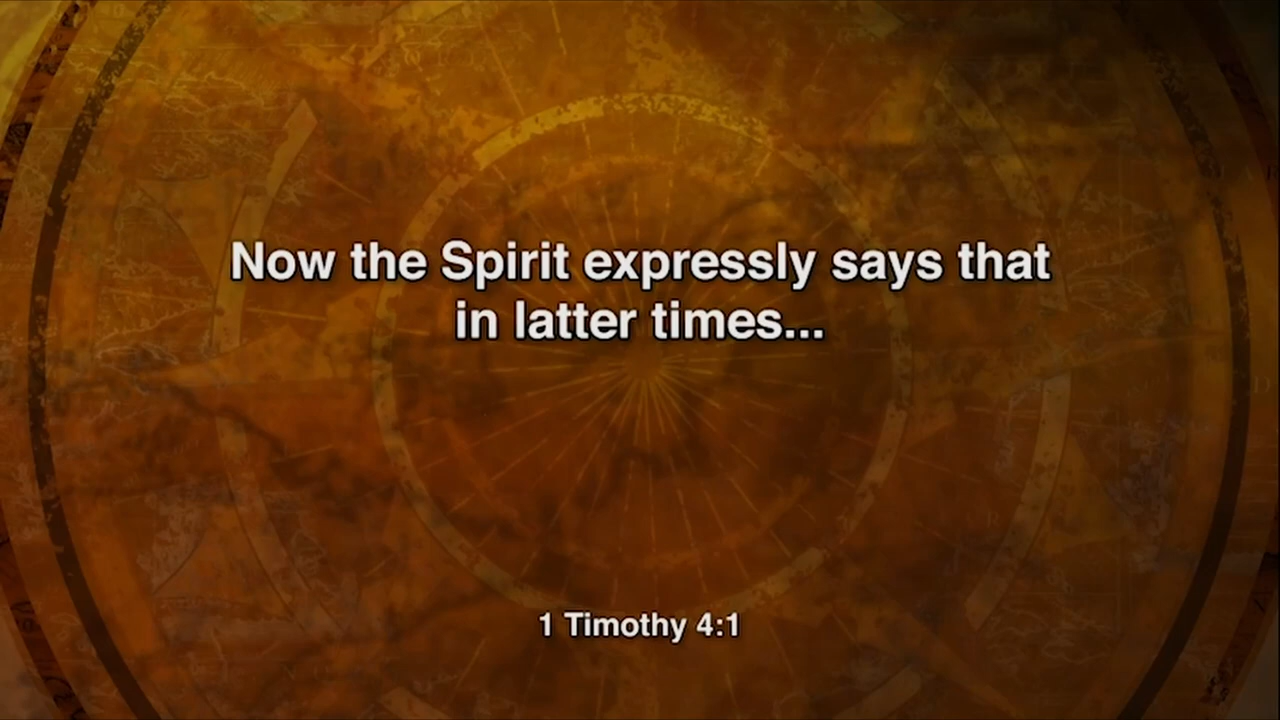 Now the Spirit expressly says that
in latter times...
1 Timothy 4:1